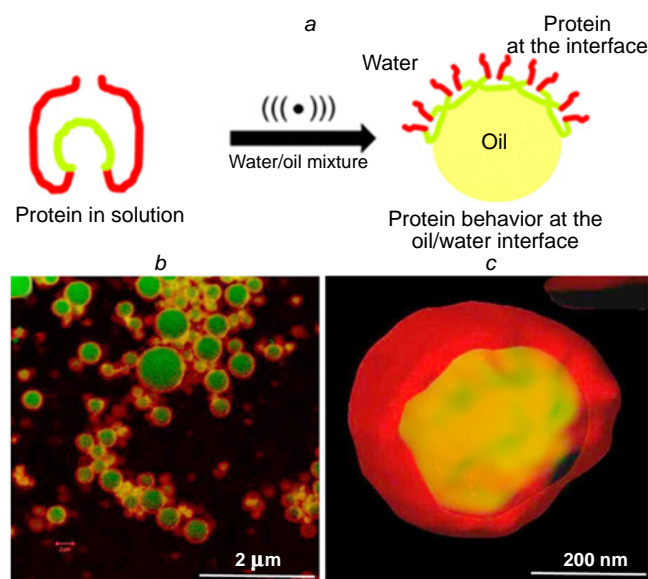 a
Protein
at the interface
Water
(((•)))
Oil
Water/oil mixture
Protein in solution
Protein behavior at the
oil/water interface
b
c
2 μm
200 nm